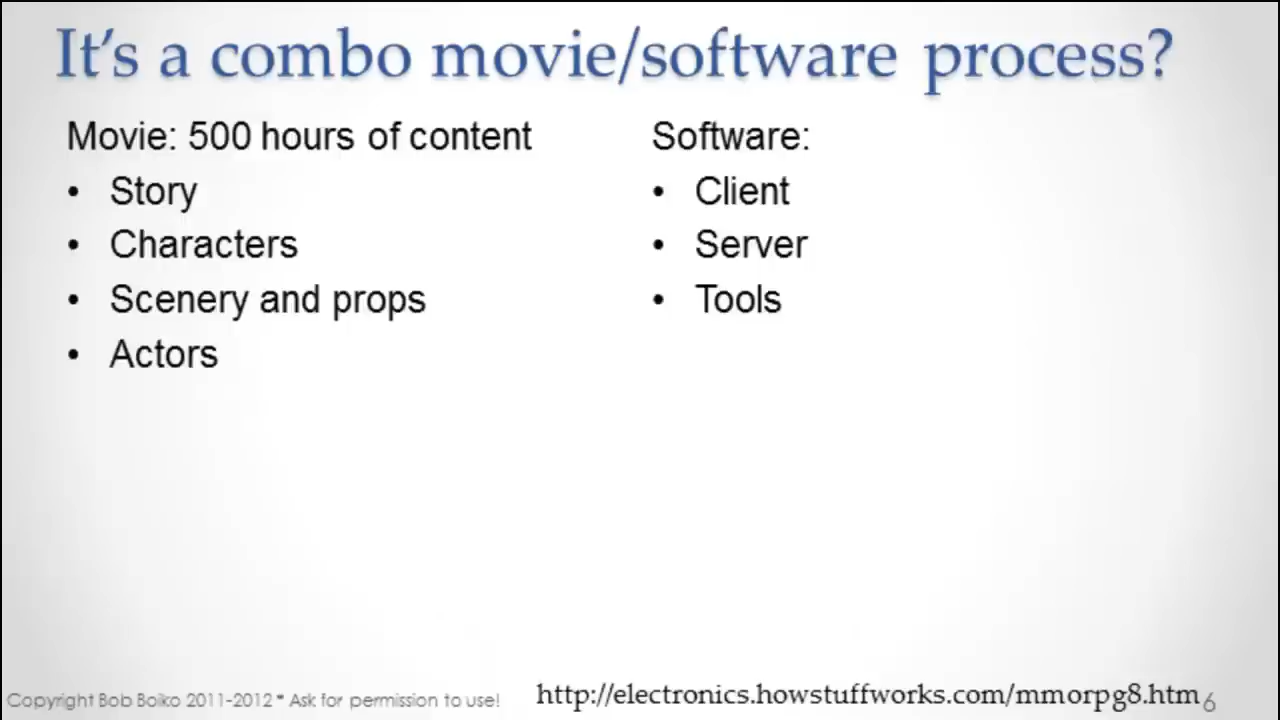 It's a combo movie/software process?
Movie: 500 hours of content
• Story
• Characters
• Scenery and props
• Actors
Software:
• Client
• Server
• Tools
Copyright Bob Boiko 2011-2012 * Ask for permission to use!
http://electronics.howstuffworks.com/mmorpg8.htm
6